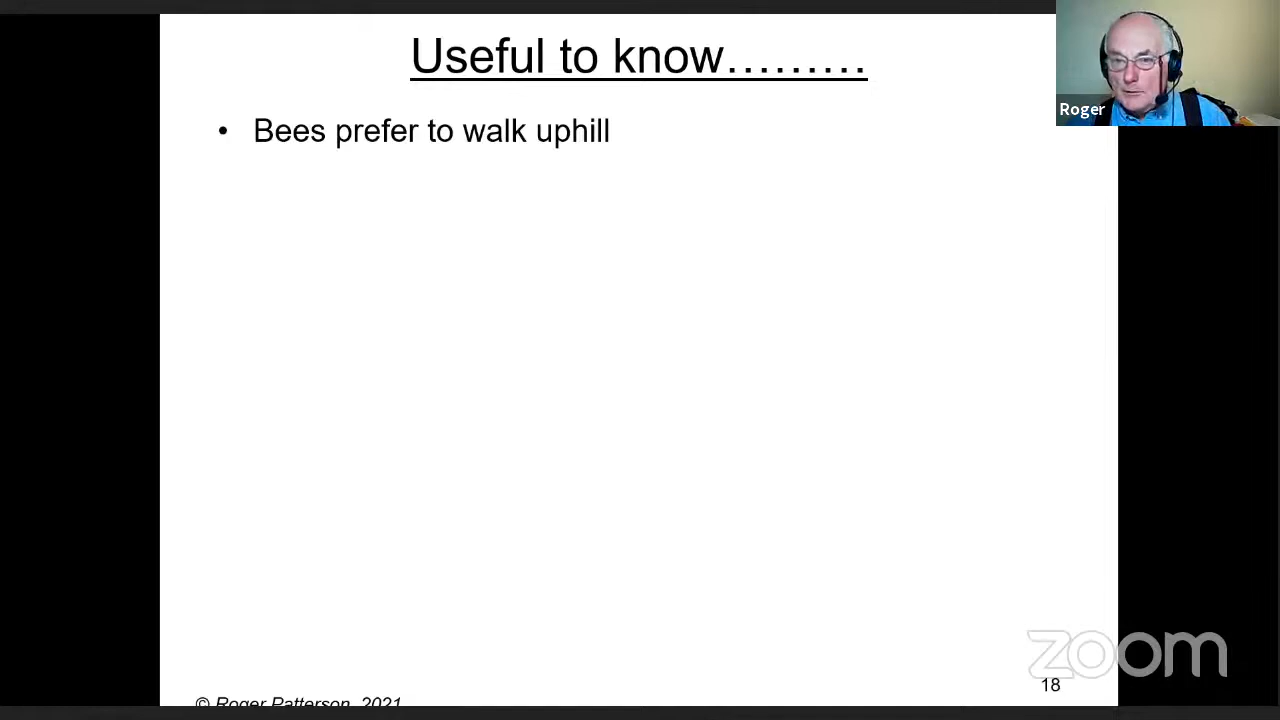 Useful to know………
• Bees prefer to walk uphill
Roger
zoom
18
© Roger Patterson, 2021